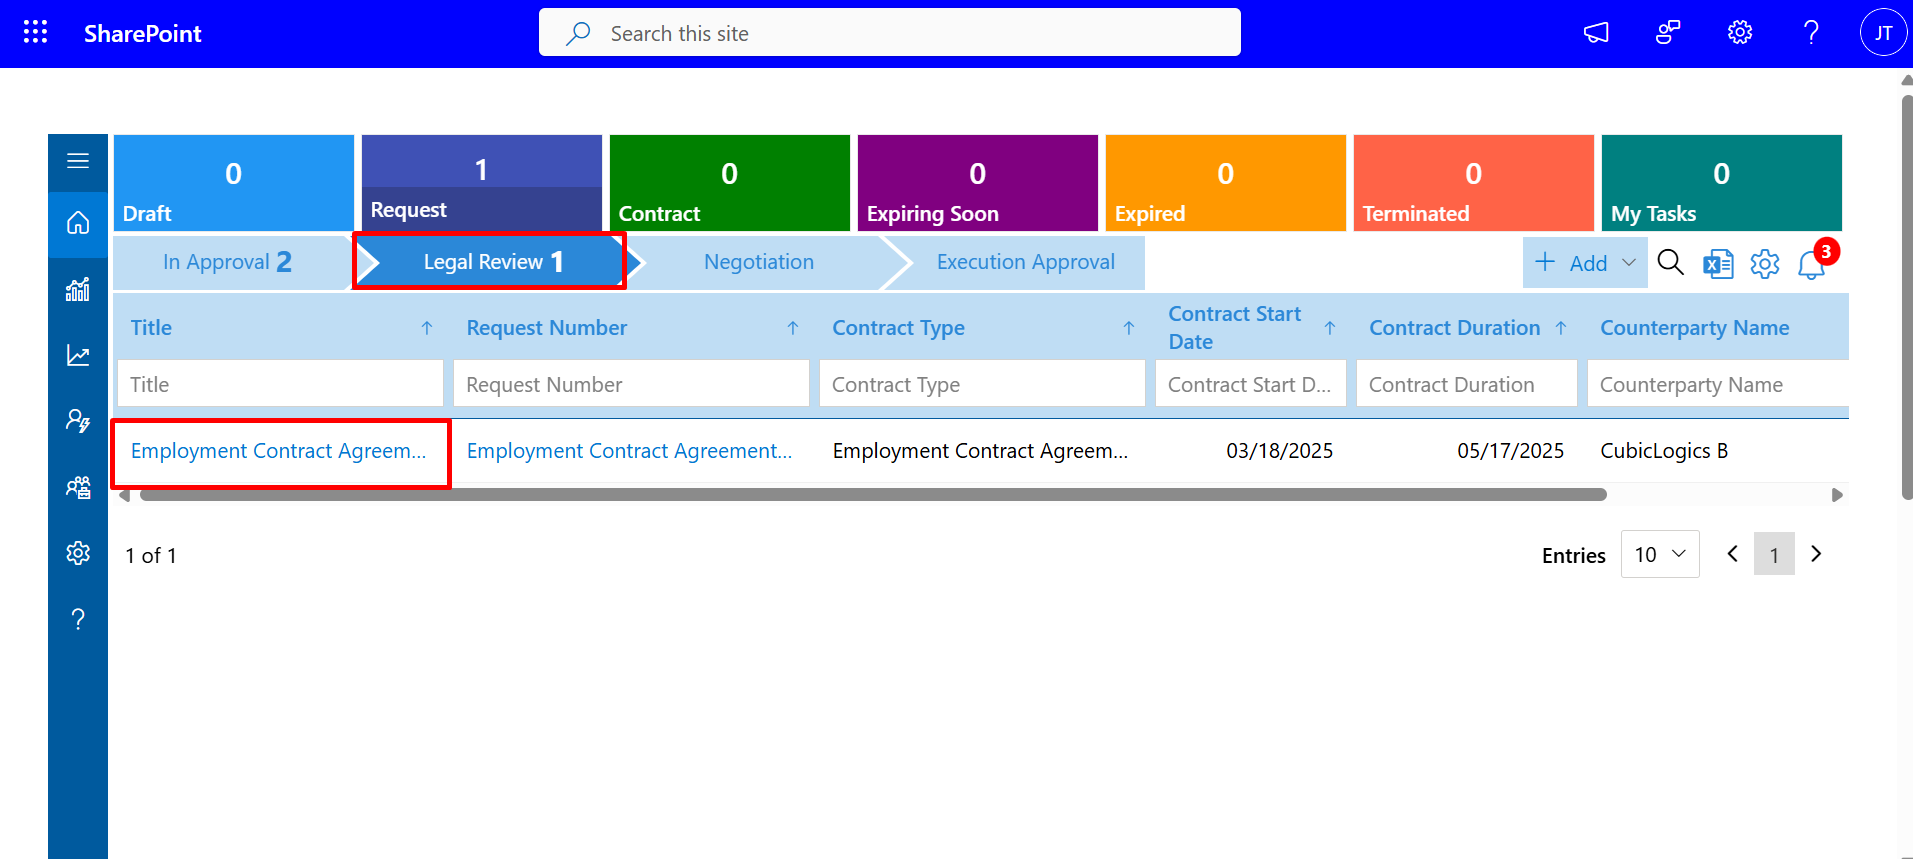 SharePoint
Search this site
JT
0
Draft
1
Request
0
Contract
0
Expiring Soon
0
Expired
0
Terminated
0
My Tasks
In Approval 2
Legal Review 1
Negotiation
Execution Approval
Add
3
Title
Request Number
Contract Type
Contract Start
Date
Contract Duration
Counterparty Name
Title
Request Number
Contract Type
Contract Start D...
Contract Duration
Counterparty Name
Employment Contract Agreem...
Employment Contract Agreement...
Employment Contract Agreem...
03/18/2025
05/17/2025
CubicLogics B
1 of 1
Entries
10
1